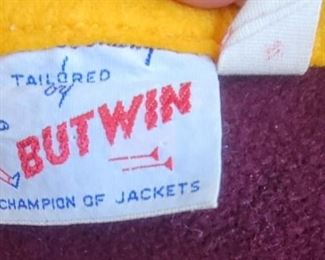 TAILORED
by
BUTWIN
CHAMPION OF JACKETS